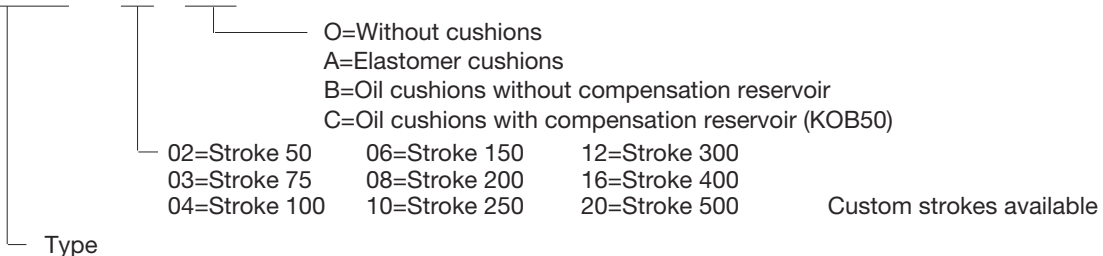 O=Without cushions
A=Elastomer cushions
B=Oil cushions without compensation reservoir
C=Oil cushions with compensation reservoir (KOB50)
02=Stroke 50 06=Stroke 150 12=Stroke 300
03=Stroke 75 08=Stroke 200 16=Stroke 400
04=Stroke 100 10=Stroke 250 20=Stroke 500 Custom strokes available
Type